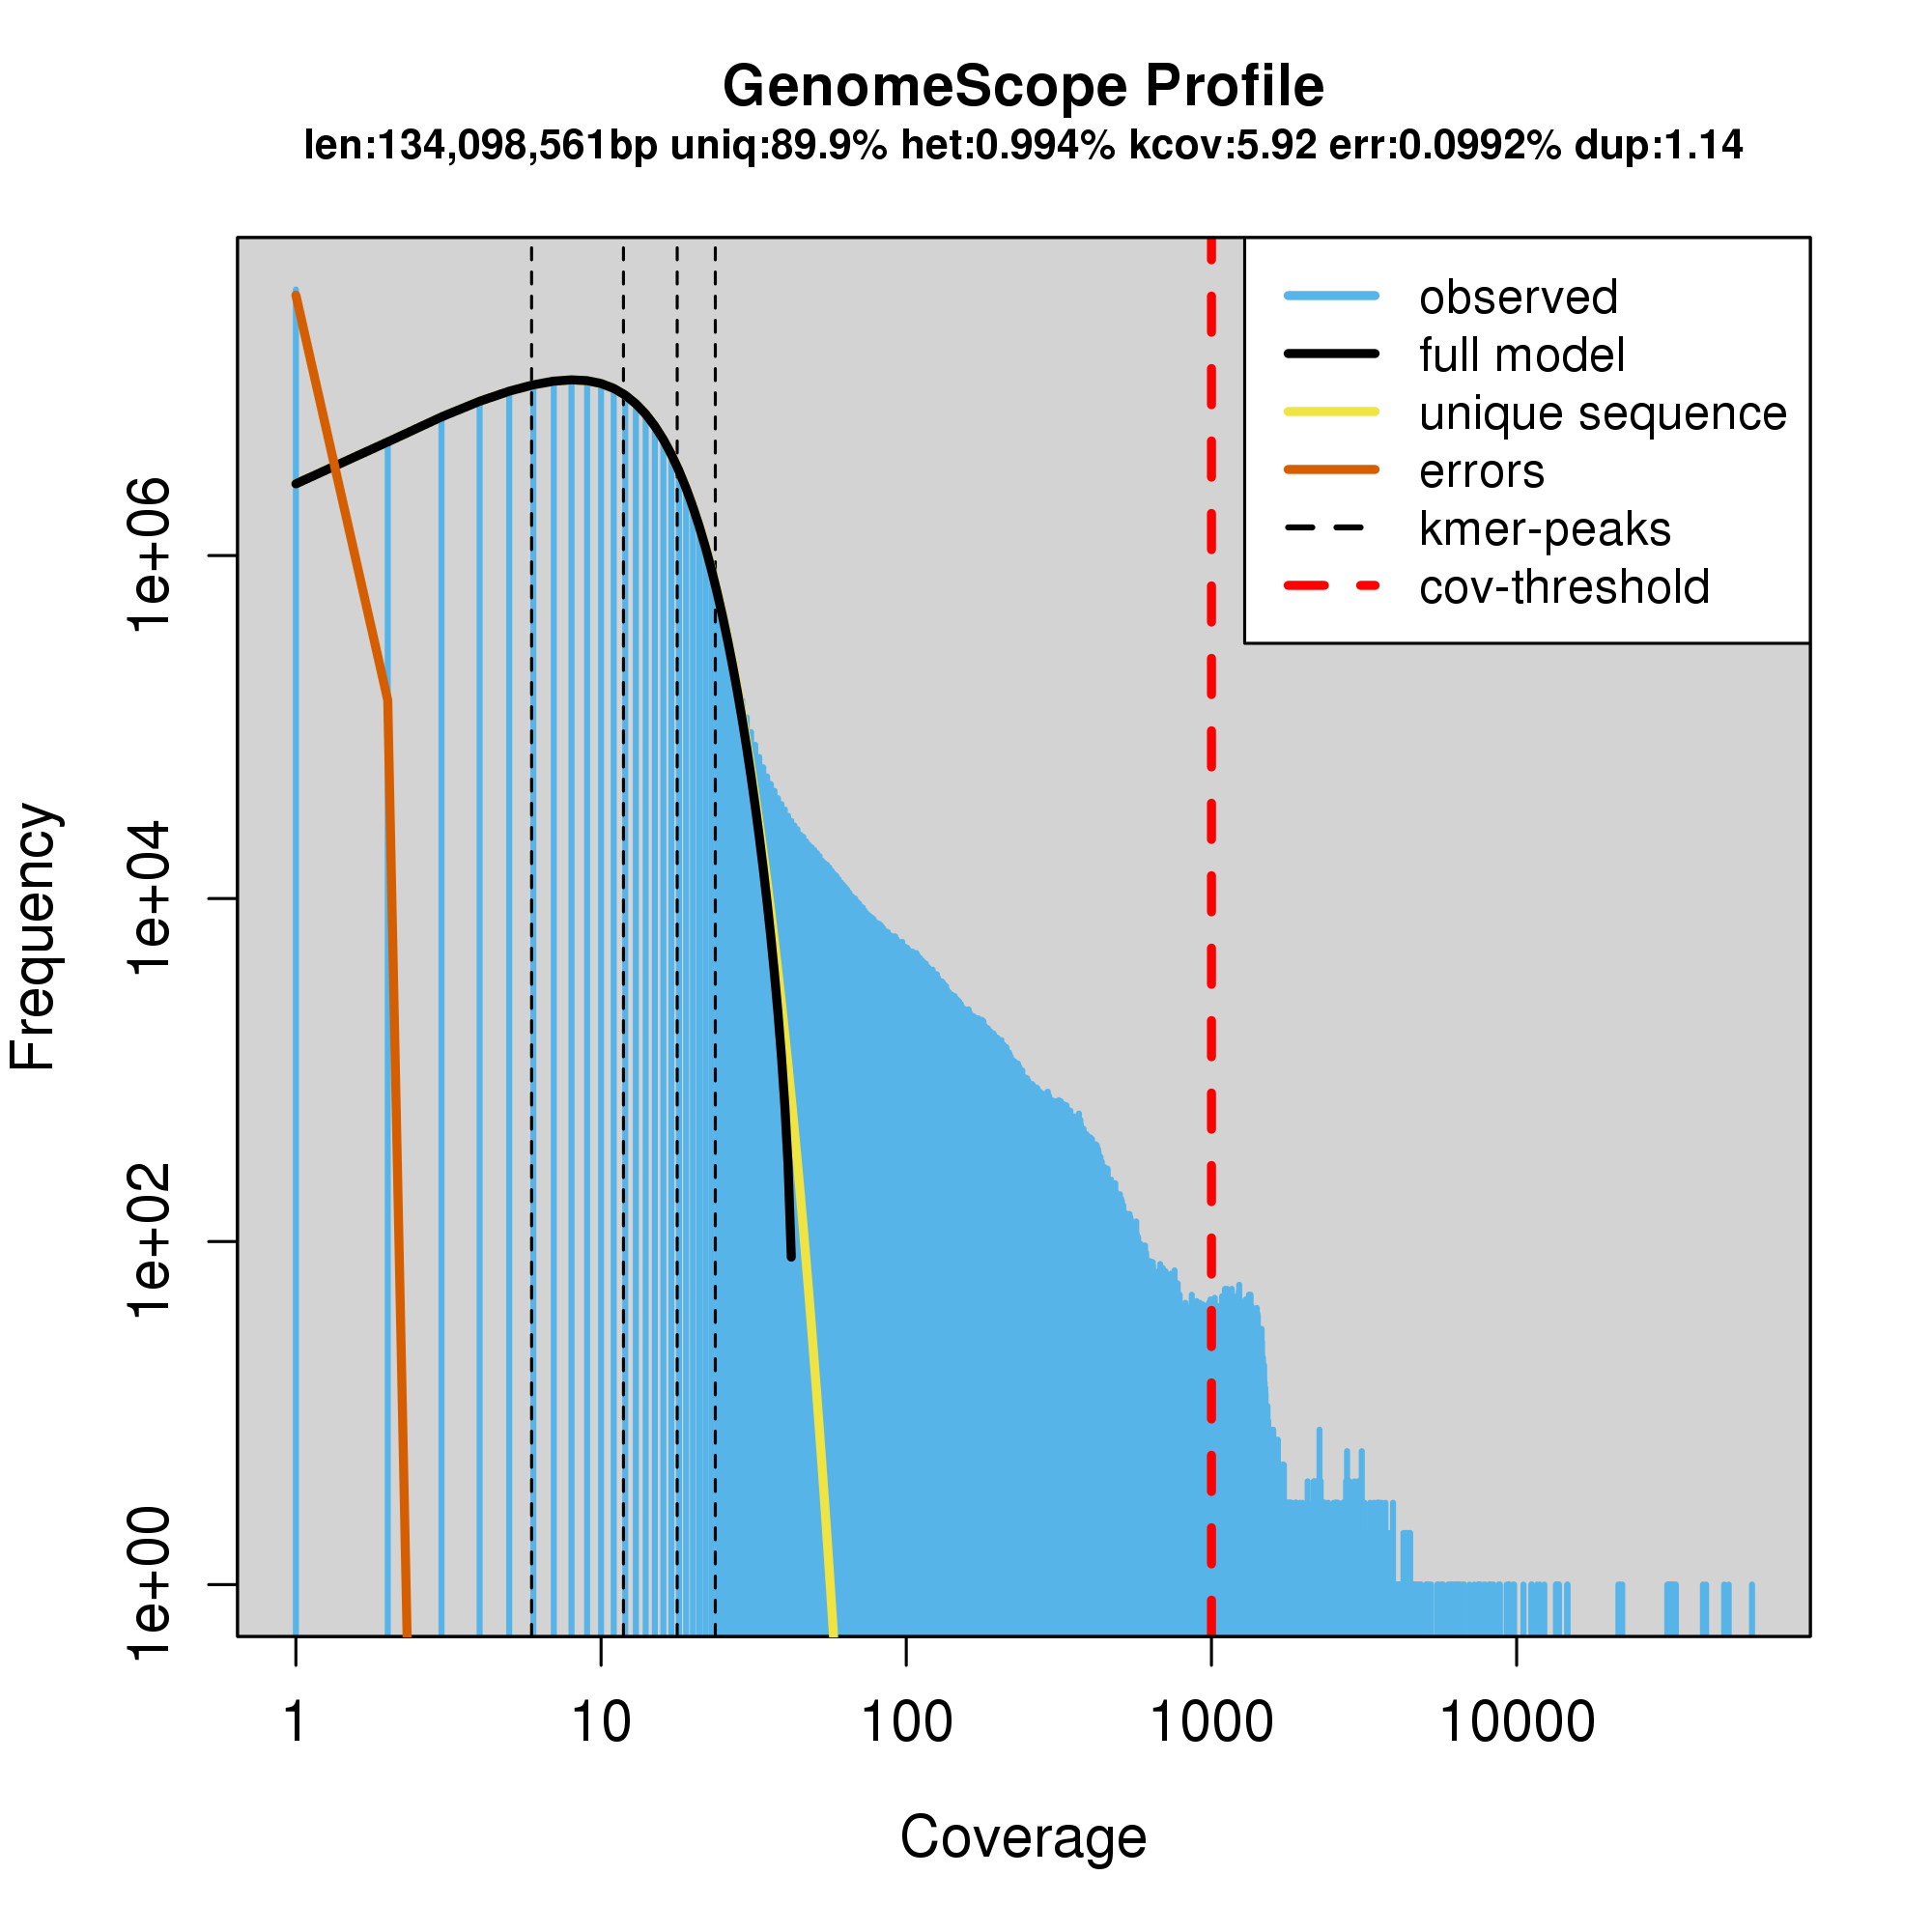 GenomeScope Profile
len:134,098,561bp uniq:89.9% het:0.994% kcov:5.92 err:0.0992% dup:1.14
observed
full model
unique sequence
errors
kmer-peaks
cov-threshold
Frequency
1e+06
1e+04
1e+02
1e+00
1 10 100 1000 10000
Coverage